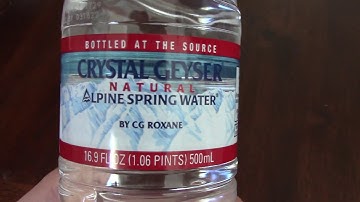 BOTTLED AT THE SOURCE
CRYSTAL GEYSER
NATURAL
ALPINE SPRING WATER®
BY CG ROXANE®
16.9 FL OZ (1.06 PINTS) 500mL